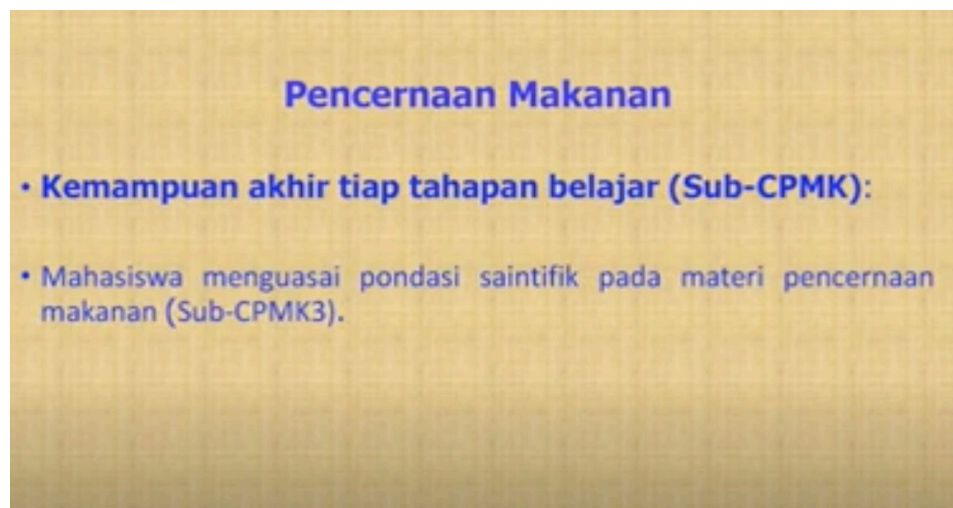 Pencernaan Makanan
• Kemampuan akhir tiap tahapan belajar (Sub-CPMK):
• Mahasiswa menguasai pondasi saintifik pada materi pencernaan
makanan (Sub-CPMK3).